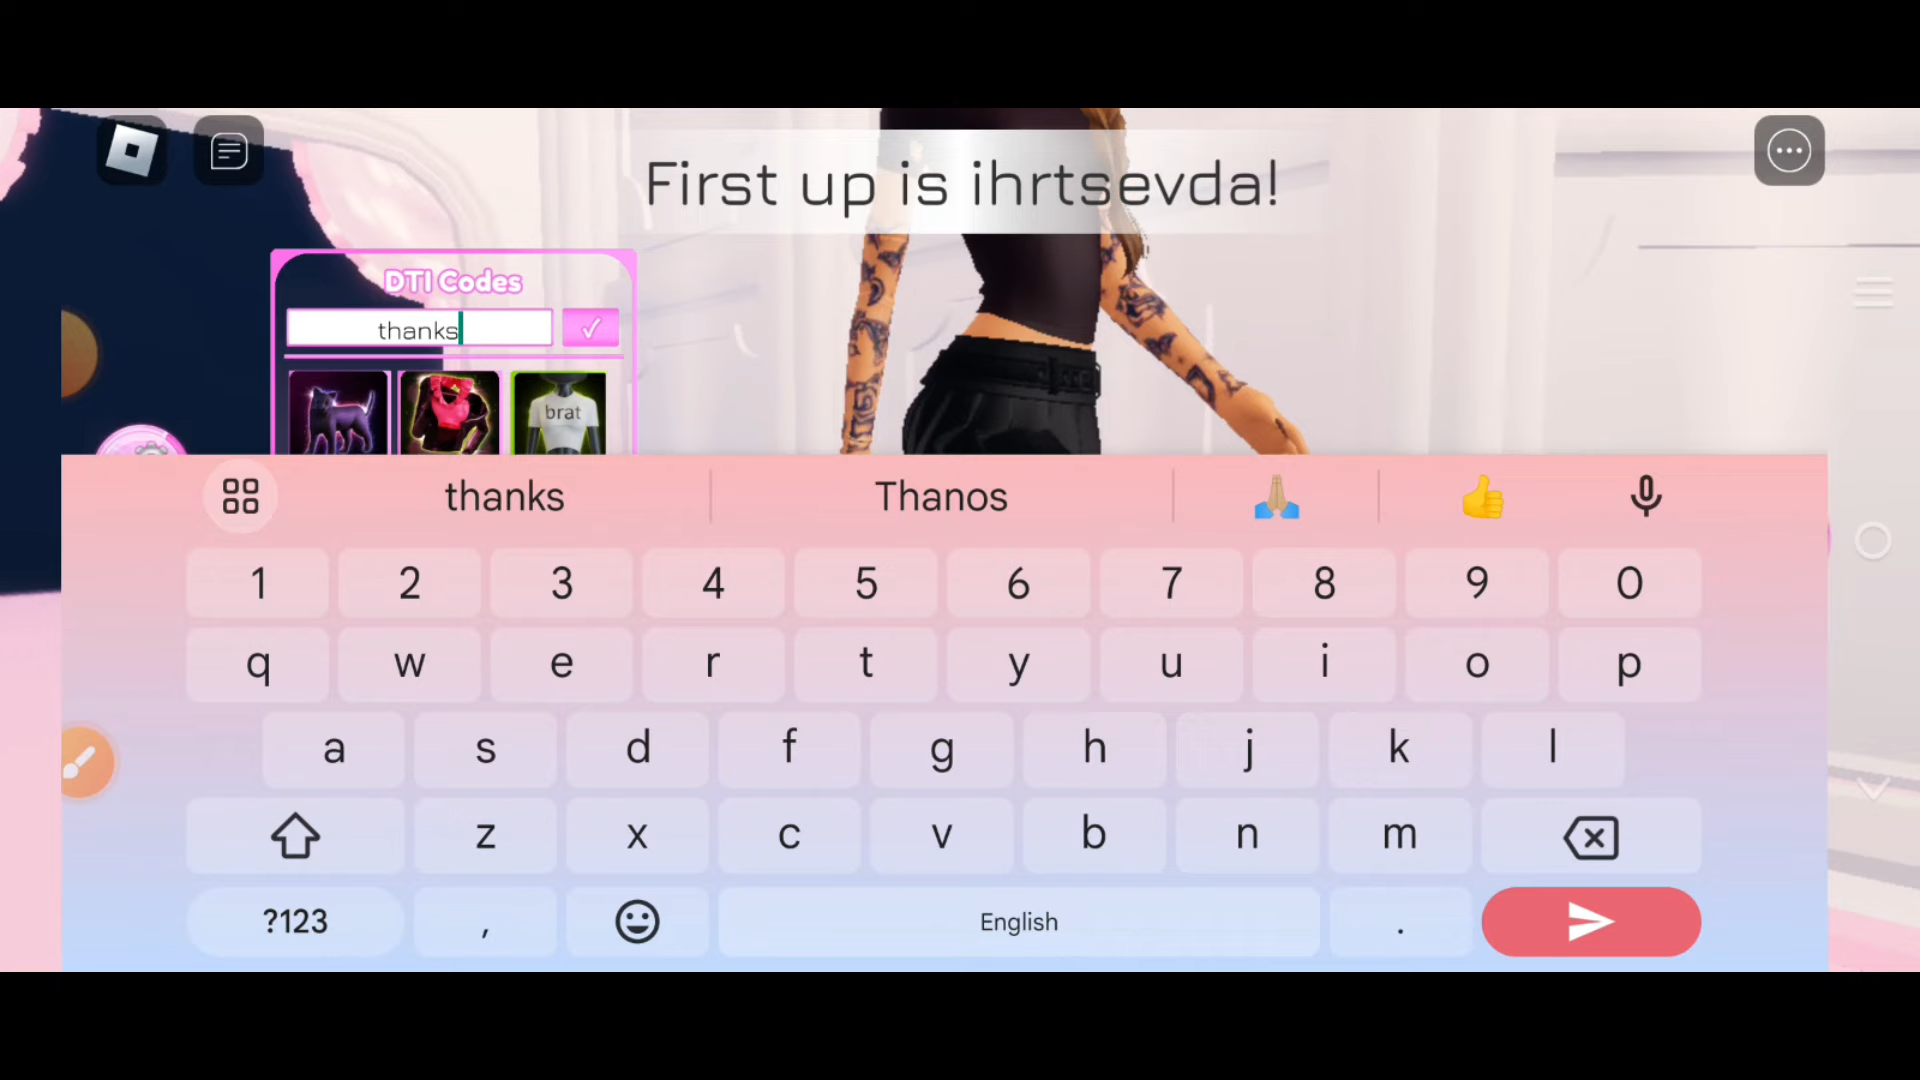 First up is ihrtsevda!
DTI Codes
thanks
brat
thanks Thanos
1 2 3 4 5 6 7 8 9 0
q w e r t y u i o p
a s d f g h j k l
z x c v b n m
?123 , English .